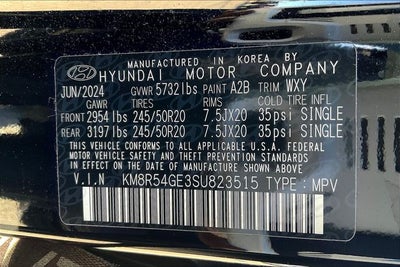 MANUFACTURED IN KOREA BY
HYUNDAI MOTOR COMPANY
JUN/2024 GVWR 5732lbs PAINT A2B TRIM WXY
GAWR TIRES RIMS COLD TIRE INFL
FRONT 2954 lbs 245/50R20 7.5JX20 35psi SINGLE
REAR 3197 lbs 245/50R20 7.5JX20 35psi SINGLE
THIS VEHICLE CONFORMS TO ALL APPLICABLE U.S.A. FEDERAL
MOTOR VEHICLE SAFETY, BUMPER, AND THEFT PREVENTION
STANDARDS IN EFFECT ON THE DATE OF MANUFACTURE SHOWN ABOVE.
V.I.N KM8R54GE3SU823515 TYPE : MPV